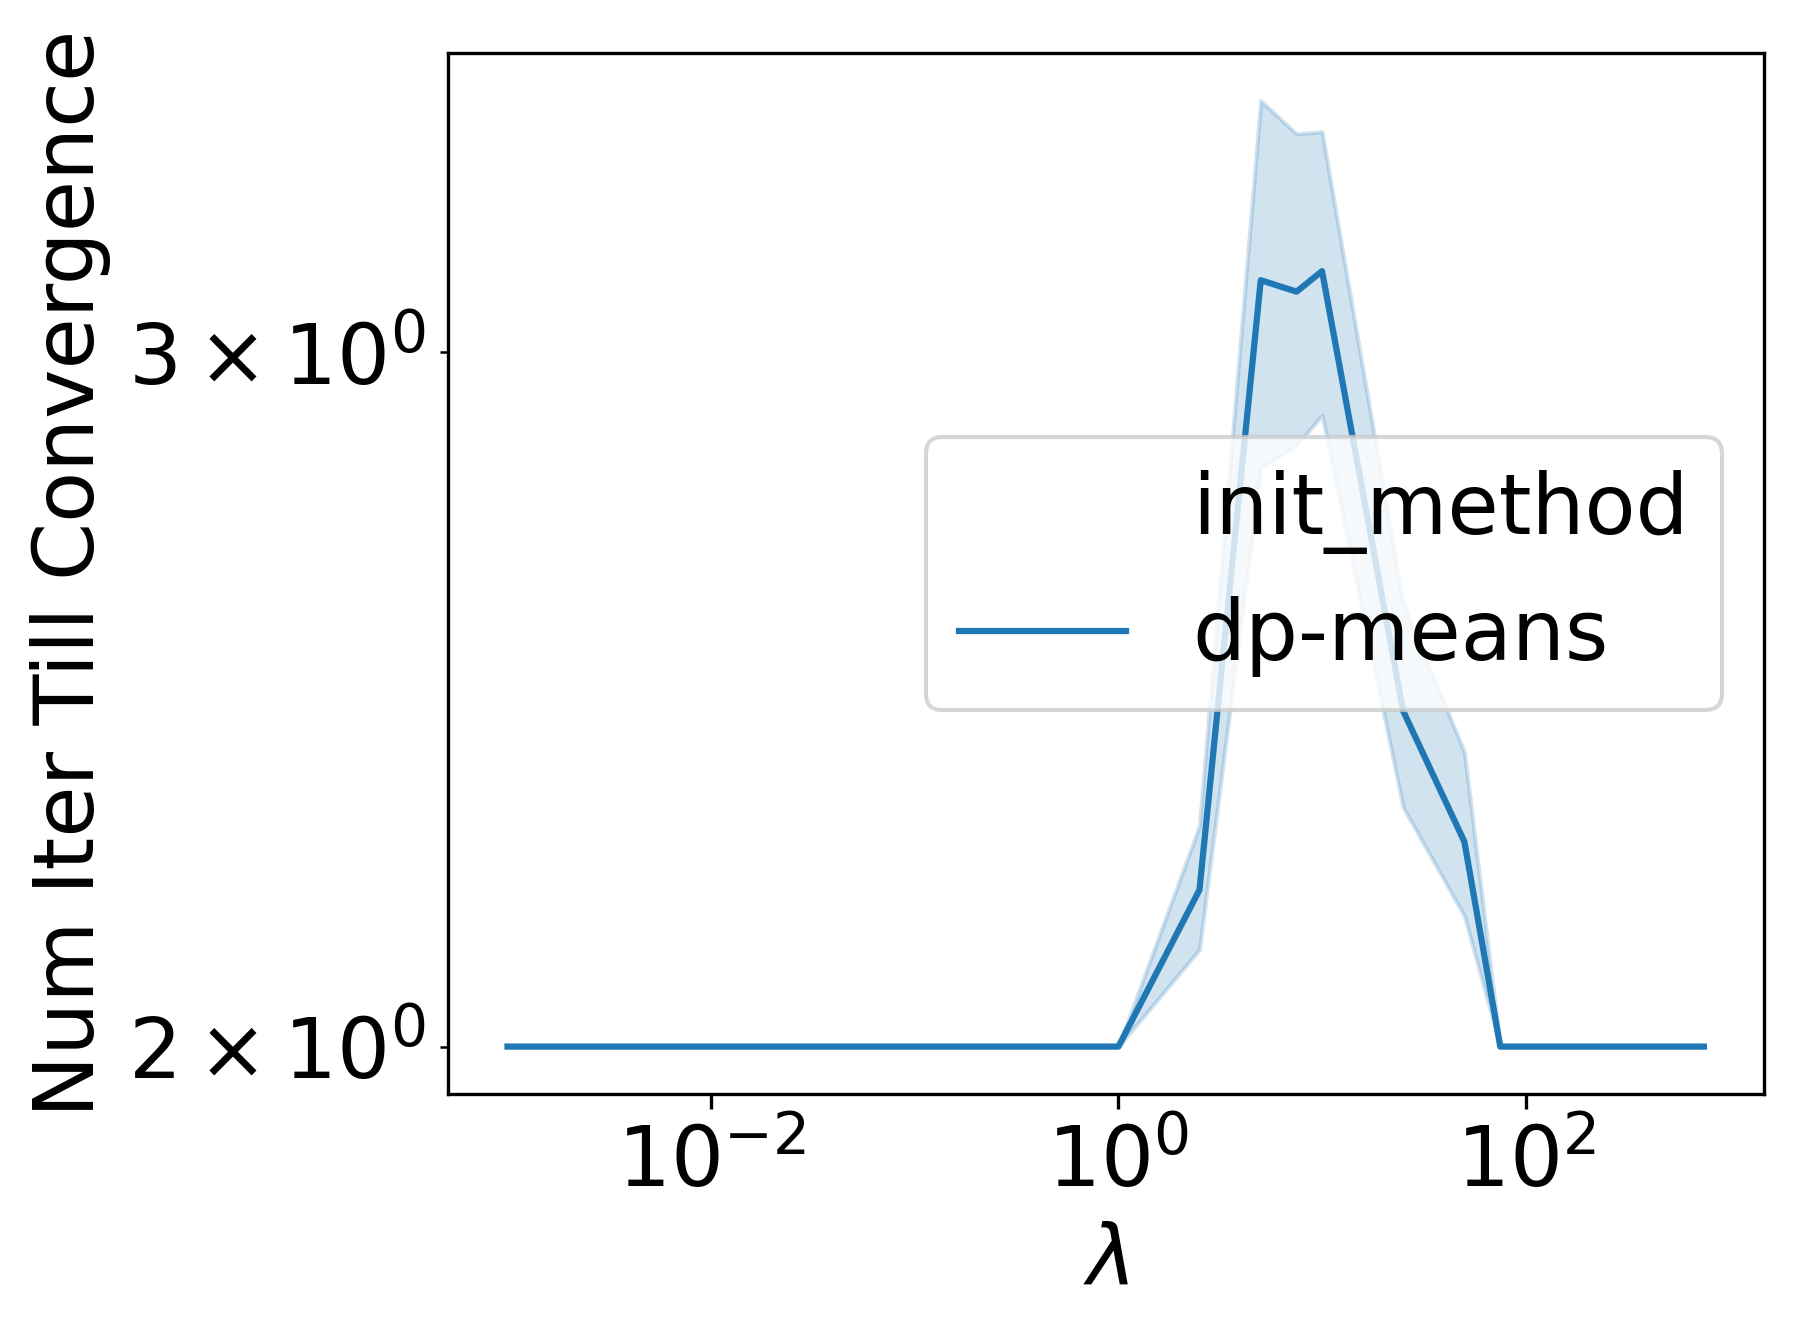 Num Iter Till Convergence
3 × 10⁰
2 × 10⁰
init_method
dp-means
10⁻²
10⁰
10²
λ